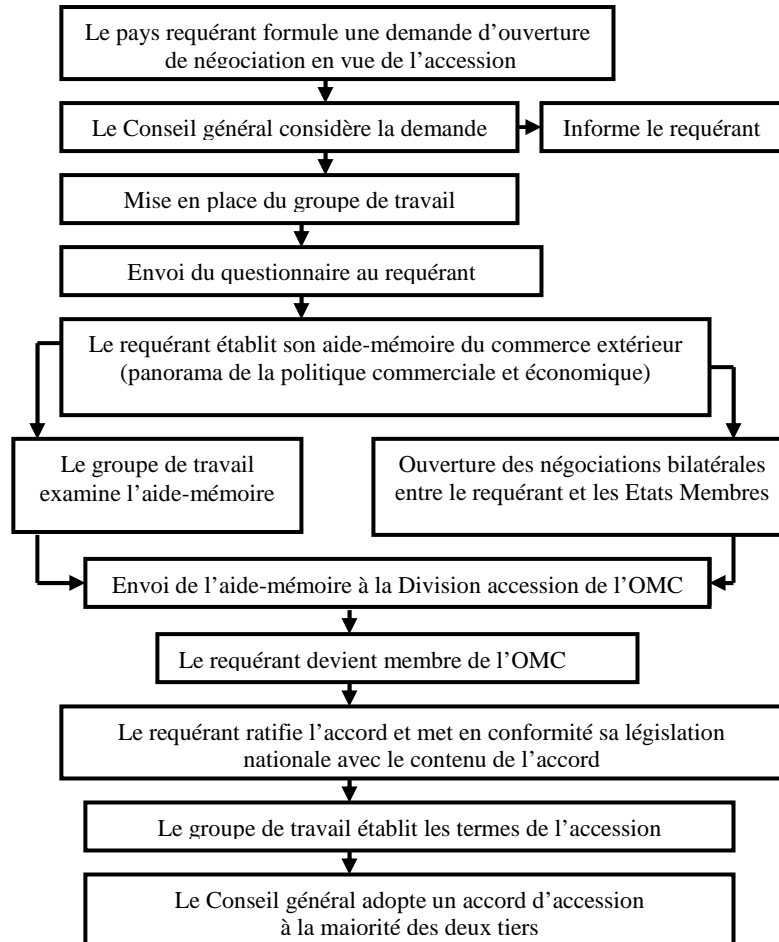 Le pays requérant formule une demande d’ouverture
de négociation en vue de l’accession
Le Conseil général considère la demande
Informe le requérant
Mise en place du groupe de travail
Envoi du questionnaire au requérant
Le requérant établit son aide-mémoire du commerce extérieur
(panorama de la politique commerciale et économique)
Le groupe de travail
examine l’aide-mémoire
Ouverture des négociations bilatérales
entre le requérant et les Etats Membres
Envoi de l’aide-mémoire à la Division accession de l’OMC
Le requérant devient membre de l’OMC
Le requérant ratifie l’accord et met en conformité sa législation
nationale avec le contenu de l’accord
Le groupe de travail établit les termes de l’accession
Le Conseil général adopte un accord d’accession
à la majorité des deux tiers